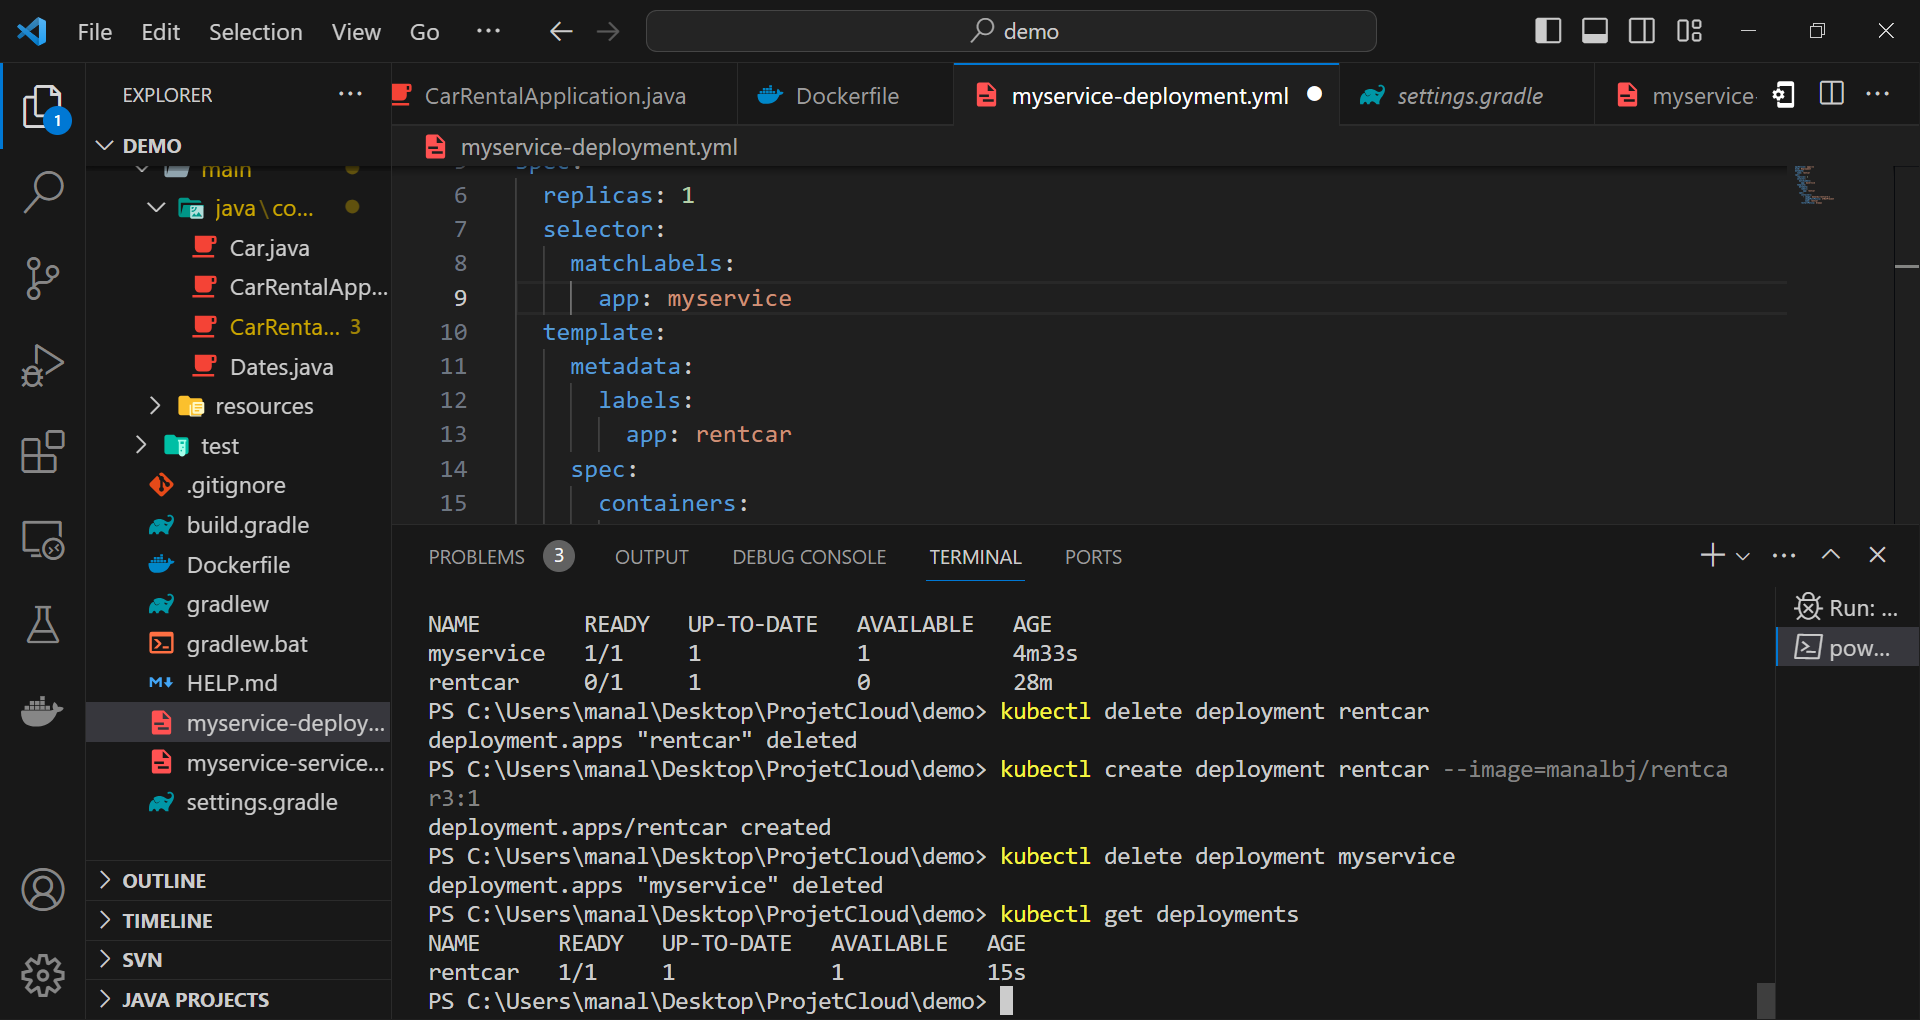 File Edit Selection View Go ··· demo
EXPLORER ···
CarRentalApplication.java Dockerfile myservice-deployment.yml settings.gradle myservice-
1
DEMO
myservice-deployment.yml
main
java\co...
Car.java
CarRentalApp...
CarRenta... 3
Dates.java
resources
test
.gitignore
build.gradle
Dockerfile
gradlew
gradlew.bat
HELP.md
myservice-deploy...
myservice-service...
settings.gradle
OUTLINE
TIMELINE
SVN
JAVA PROJECTS
5 spec:
6 replicas: 1
7 selector:
8 matchLabels:
9 app: myservice
10 template:
11 metadata:
12 labels:
13 app: rentcar
14 spec:
15 containers:
PROBLEMS 3 OUTPUT DEBUG CONSOLE TERMINAL PORTS
Run: ...
pow...
NAME READY UP-TO-DATE AVAILABLE AGE
myservice 1/1 1 1 4m33s
rentcar 0/1 1 0 28m
PS C:\Users\manal\Desktop\ProjetCloud\demo> kubectl delete deployment rentcar
deployment.apps "rentcar" deleted
PS C:\Users\manal\Desktop\ProjetCloud\demo> kubectl create deployment rentcar --image=manalbj/rentca
r3:1
deployment.apps/rentcar created
PS C:\Users\manal\Desktop\ProjetCloud\demo> kubectl delete deployment myservice
deployment.apps "myservice" deleted
PS C:\Users\manal\Desktop\ProjetCloud\demo> kubectl get deployments
NAME READY UP-TO-DATE AVAILABLE AGE
rentcar 1/1 1 1 15s
PS C:\Users\manal\Desktop\ProjetCloud\demo>